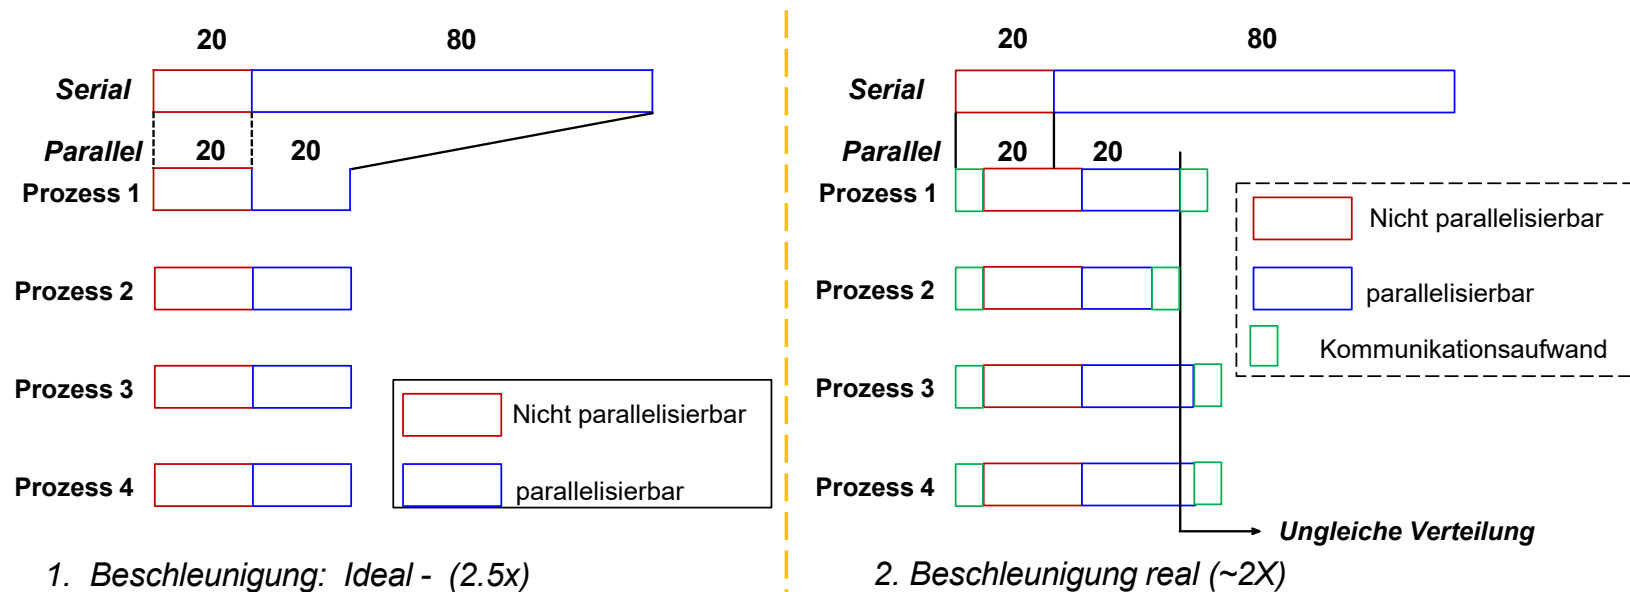 20 80
Serial
Parallel 20 20
Prozess 1
Prozess 2
Prozess 3
Prozess 4
Nicht parallelisierbar
parallelisierbar
1. Beschleunigung: Ideal - (2.5x)
20 80
Serial
Parallel 20 20
Prozess 1
Prozess 2
Prozess 3
Prozess 4
Nicht parallelisierbar
parallelisierbar
Kommunikationsaufwand
Ungleiche Verteilung
2. Beschleunigung real (~2X)